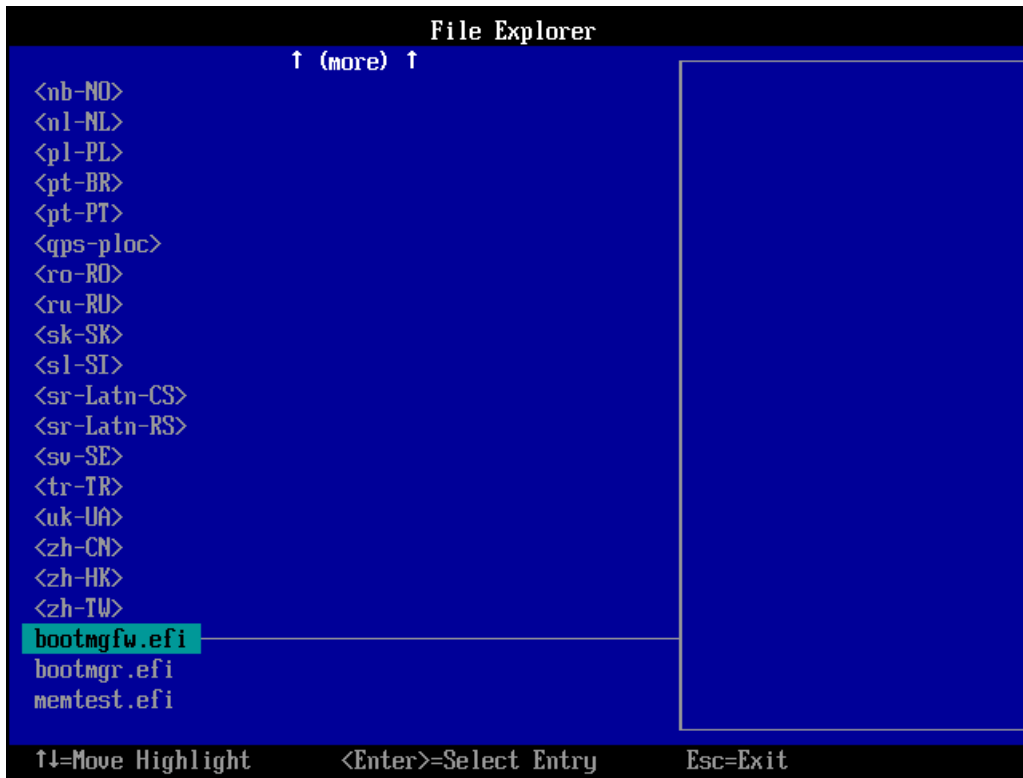 File Explorer
↑ (more) ↑
<nb-NO>
<nl-NL>
<pl-PL>
<pt-BR>
<pt-PT>
<qps-ploc>
<ro-RO>
<ru-RU>
<sk-SK>
<sl-SI>
<sr-Latn-CS>
<sr-Latn-RS>
<sv-SE>
<tr-TR>
<uk-UA>
<zh-CN>
<zh-HK>
<zh-TW>
bootmgfw.efi
bootmgr.efi
memtest.efi
↑↓=Move Highlight <Enter>=Select Entry Esc=Exit